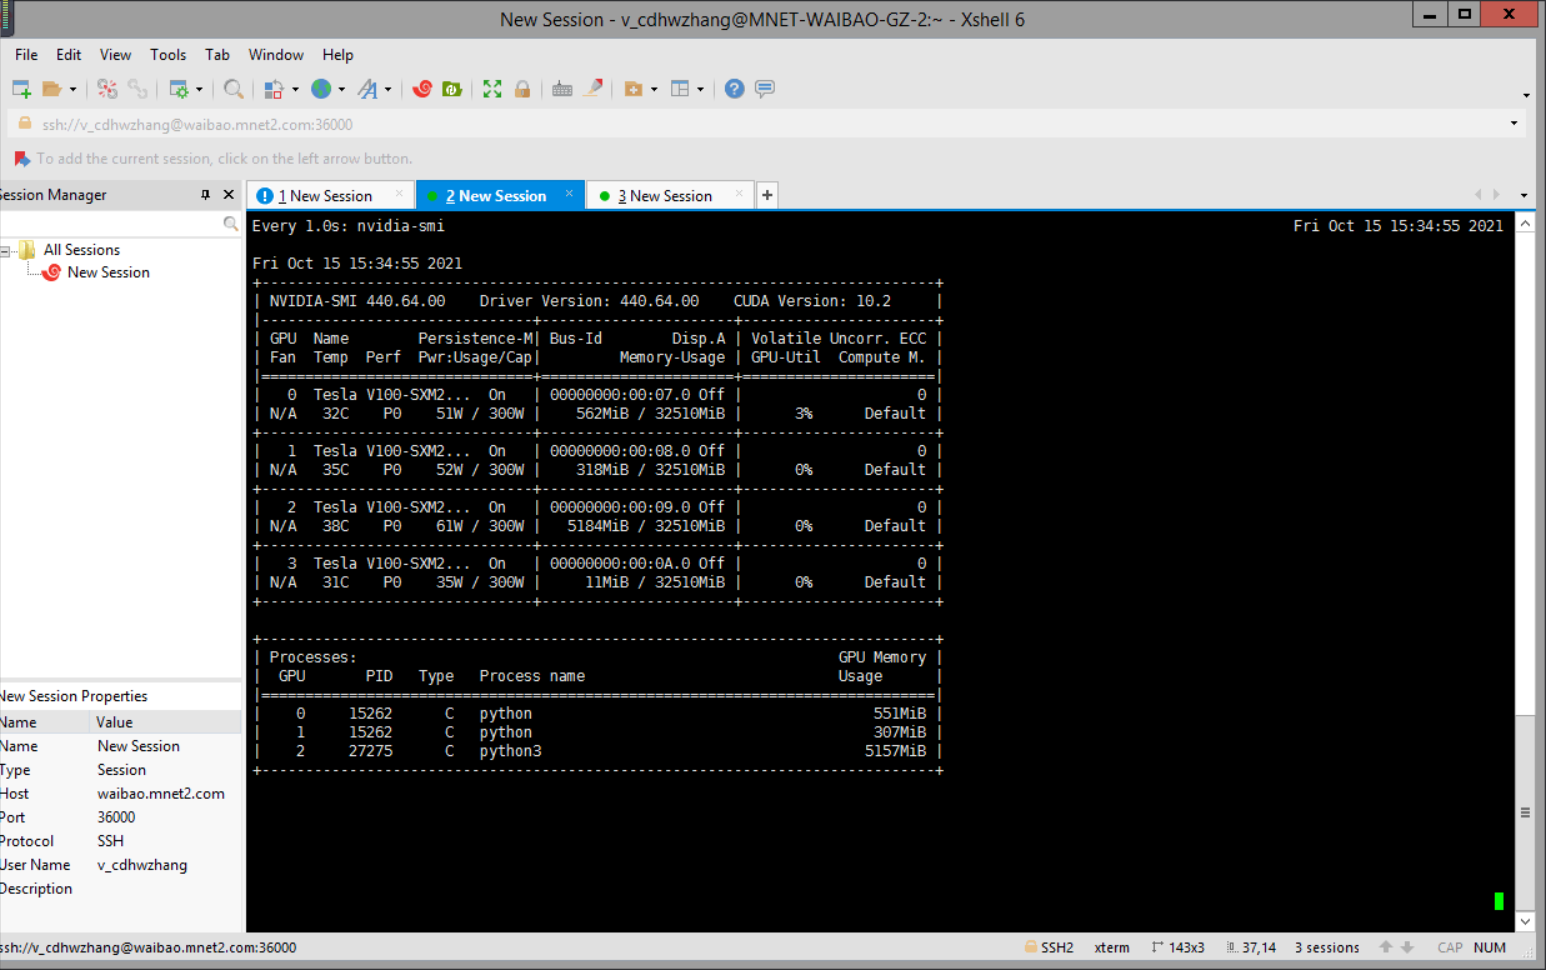 New Session - v_cdhwzhang@MNET-WAIBAO-GZ-2:~ - Xshell 6
File Edit View Tools Tab Window Help
ssh://v_cdhwzhang@waibao.mnet2.com:36000
To add the current session, click on the left arrow button.
Session Manager
1 New Session
2 New Session
3 New Session
All Sessions
New Session
Every 1.0s: nvidia-smi Fri Oct 15 15:34:55 2021
Fri Oct 15 15:34:55 2021
+-----------------------------------------------------------------------------+
| NVIDIA-SMI 440.64.00    Driver Version: 440.64.00    CUDA Version: 10.2     |
|-------------------------------+----------------------+----------------------+
| GPU  Name        Persistence-M| Bus-Id        Disp.A | Volatile Uncorr. ECC |
| Fan  Temp  Perf  Pwr:Usage/Cap|         Memory-Usage | GPU-Util  Compute M. |
|===============================+======================+======================|
|   0  Tesla V100-SXM2...  On   | 00000000:00:07.0 Off |                    0 |
| N/A   32C    P0    51W / 300W |    562MiB / 32510MiB |      3%      Default |
+-------------------------------+----------------------+----------------------+
|   1  Tesla V100-SXM2...  On   | 00000000:00:08.0 Off |                    0 |
| N/A   35C    P0    52W / 300W |    318MiB / 32510MiB |      0%      Default |
+-------------------------------+----------------------+----------------------+
|   2  Tesla V100-SXM2...  On   | 00000000:00:09.0 Off |                    0 |
| N/A   38C    P0    61W / 300W |   5184MiB / 32510MiB |      0%      Default |
+-------------------------------+----------------------+----------------------+
|   3  Tesla V100-SXM2...  On   | 00000000:00:0A.0 Off |                    0 |
| N/A   31C    P0    35W / 300W |     11MiB / 32510MiB |      0%      Default |
+-------------------------------+----------------------+----------------------+
+-----------------------------------------------------------------------------+
| Processes:                                                       GPU Memory |
|  GPU       PID   Type   Process name                             Usage      |
|=============================================================================|
|    0     15262      C   python                                       551MiB |
|    1     15262      C   python                                       307MiB |
|    2     27275      C   python3                                     5157MiB |
+-----------------------------------------------------------------------------+
New Session Properties
Name Value
Name New Session
Type Session
Host waibao.mnet2.com
Port 36000
Protocol SSH
User Name v_cdhwzhang
Description
ssh://v_cdhwzhang@waibao.mnet2.com:36000 SSH2 xterm 143x3 37,14 3 sessions CAP NUM